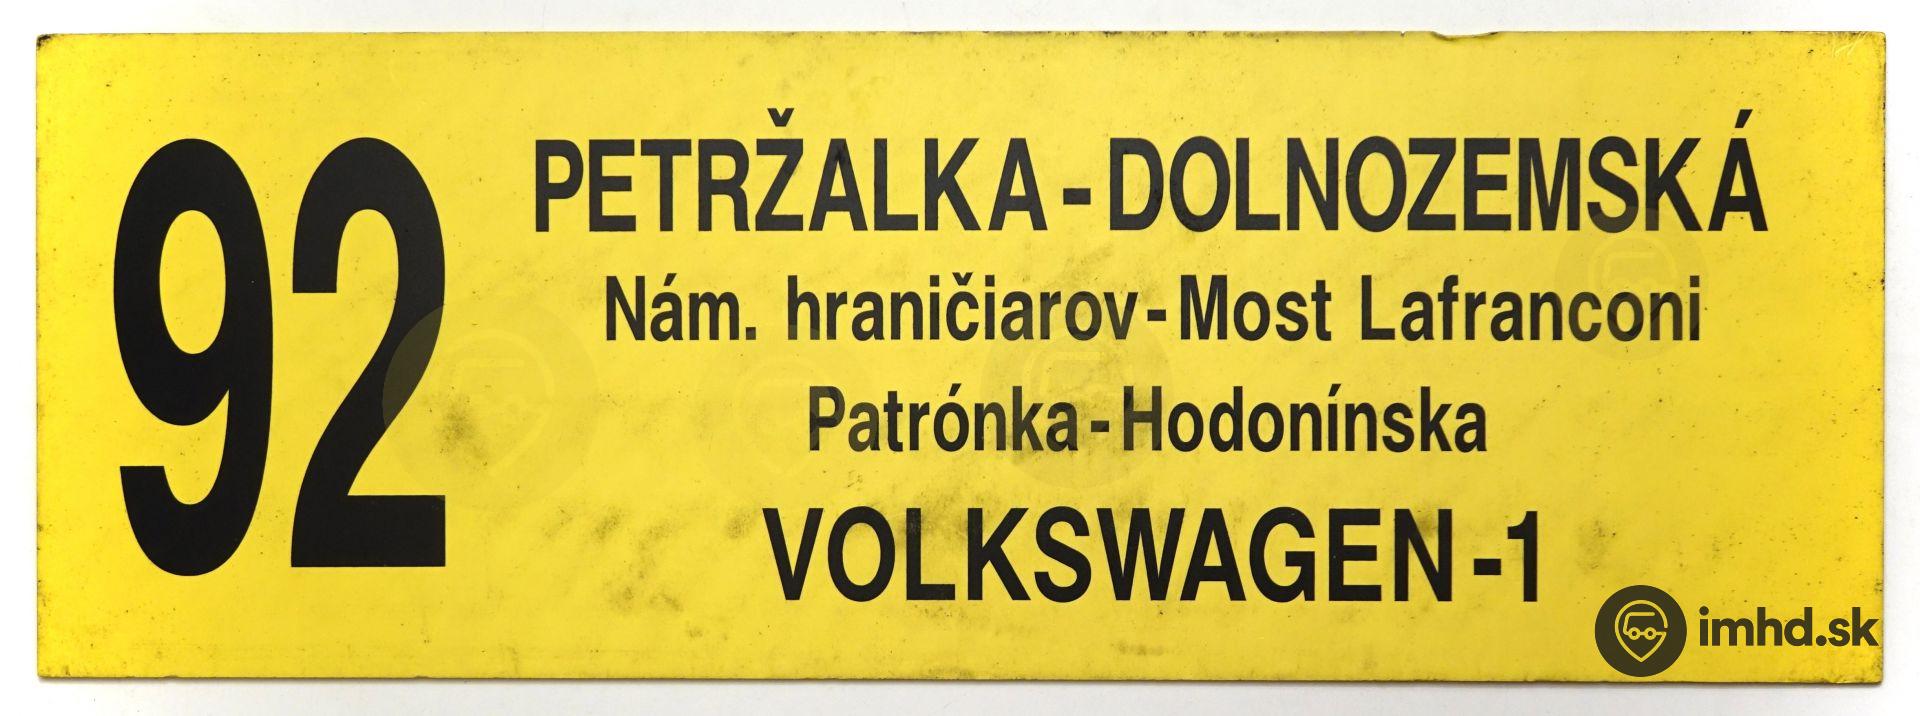 92
PETRŽALKA-DOLNOZEMSKÁ
Nám. hraničiarov-Most Lafranconi
Patrónka-Hodonínska
VOLKSWAGEN-1
imhd.sk